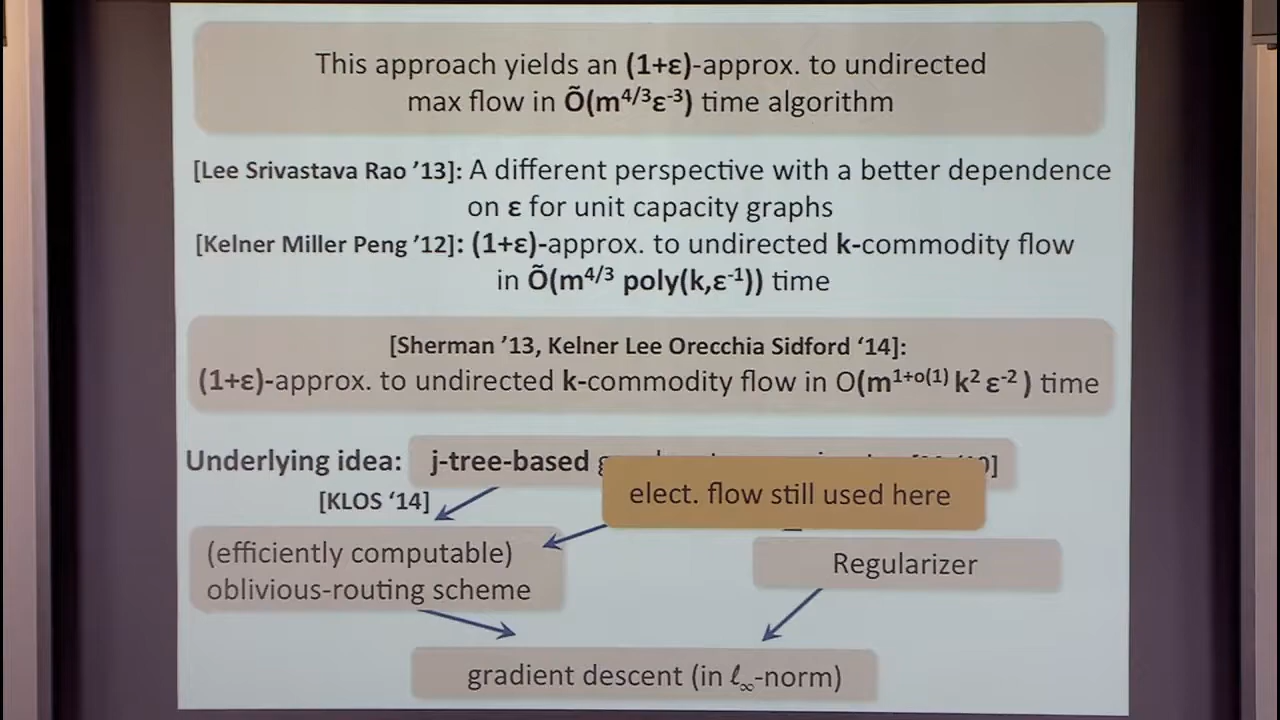 This approach yields an (1+ε)-approx. to undirected
max flow in Õ(m^4/3 ε^-3) time algorithm
[Lee Srivastava Rao ’13]: A different perspective with a better dependence
on ε for unit capacity graphs
[Kelner Miller Peng ’12]: (1+ε)-approx. to undirected k-commodity flow
in Õ(m^4/3 poly(k,ε^-1)) time
[Sherman ’13, Kelner Lee Orecchia Sidford ‘14]:
(1+ε)-approx. to undirected k-commodity flow in O(m^1+o(1) k^2 ε^-2 ) time
Underlying idea: j-tree-based
elect. flow still used here
[KLOS ‘14]
(efficiently computable)
oblivious-routing scheme
Regularizer
gradient descent (in ℓ∞-norm)